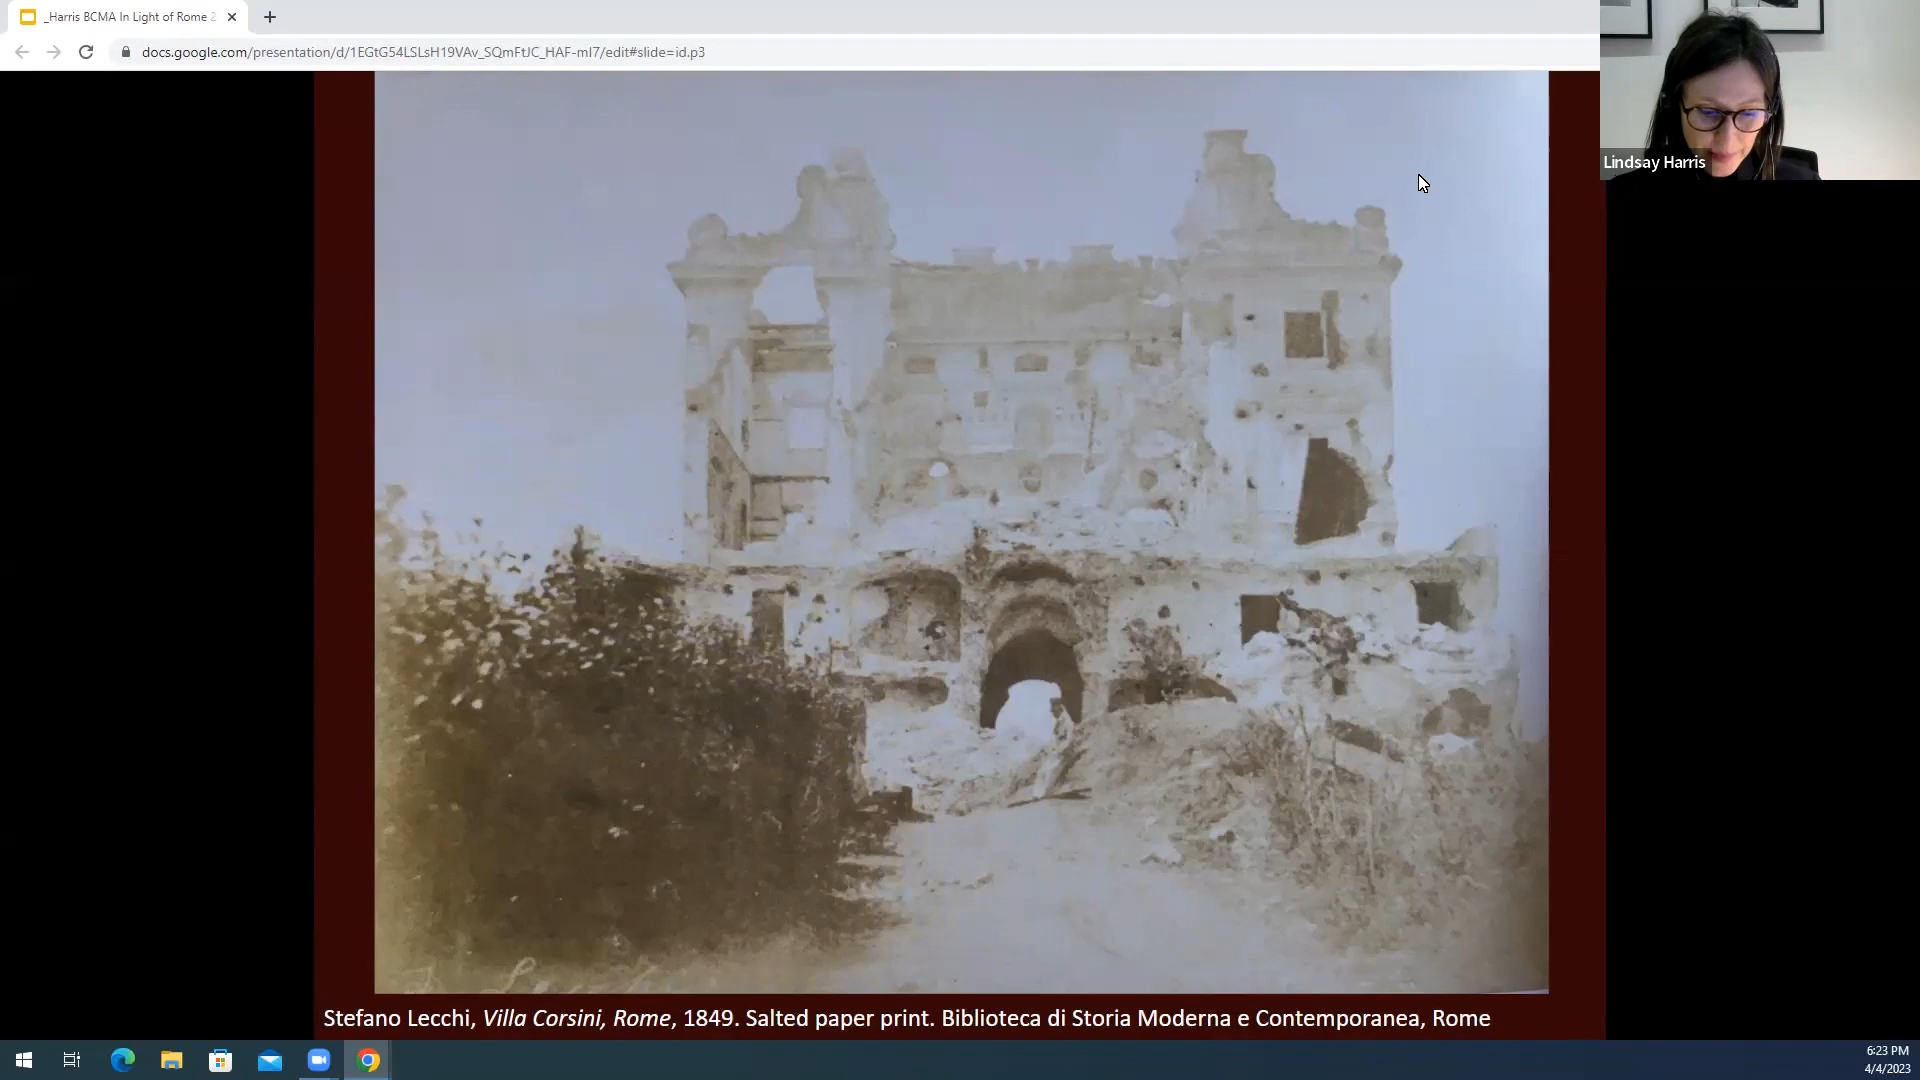 _Harris BCMA In Light of Rome 2
docs.google.com/presentation/d/1EGtG54LSLsH19VAv_SQmFtJC_HAF-mI7/edit#slide=id.p3
Lindsay Harris
Stefano Lecchi, Villa Corsini, Rome, 1849. Salted paper print. Biblioteca di Storia Moderna e Contemporanea, Rome
6:23 PM
4/4/2023